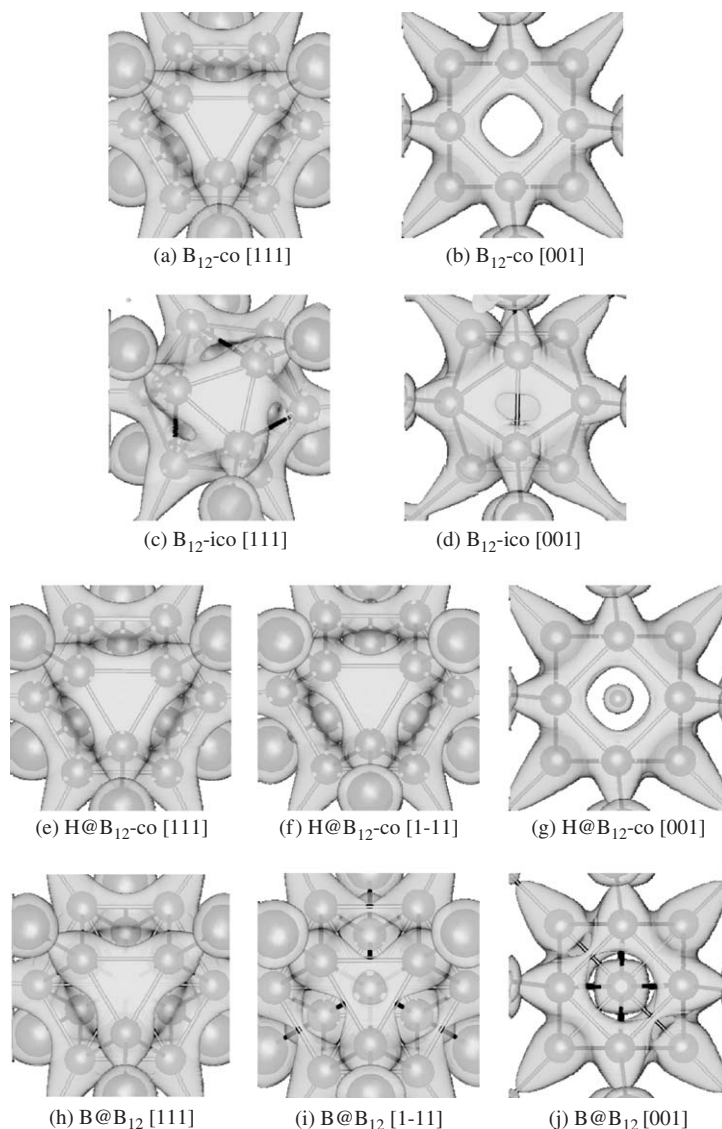 (a) B₁₂-co [111]
(b) B₁₂-co [001]
(c) B₁₂-ico [111]
(d) B₁₂-ico [001]
(e) H@B₁₂-co [111]
(f) H@B₁₂-co [1-11]
(g) H@B₁₂-co [001]
(h) B@B₁₂ [111]
(i) B@B₁₂ [1-11]
(j) B@B₁₂ [001]